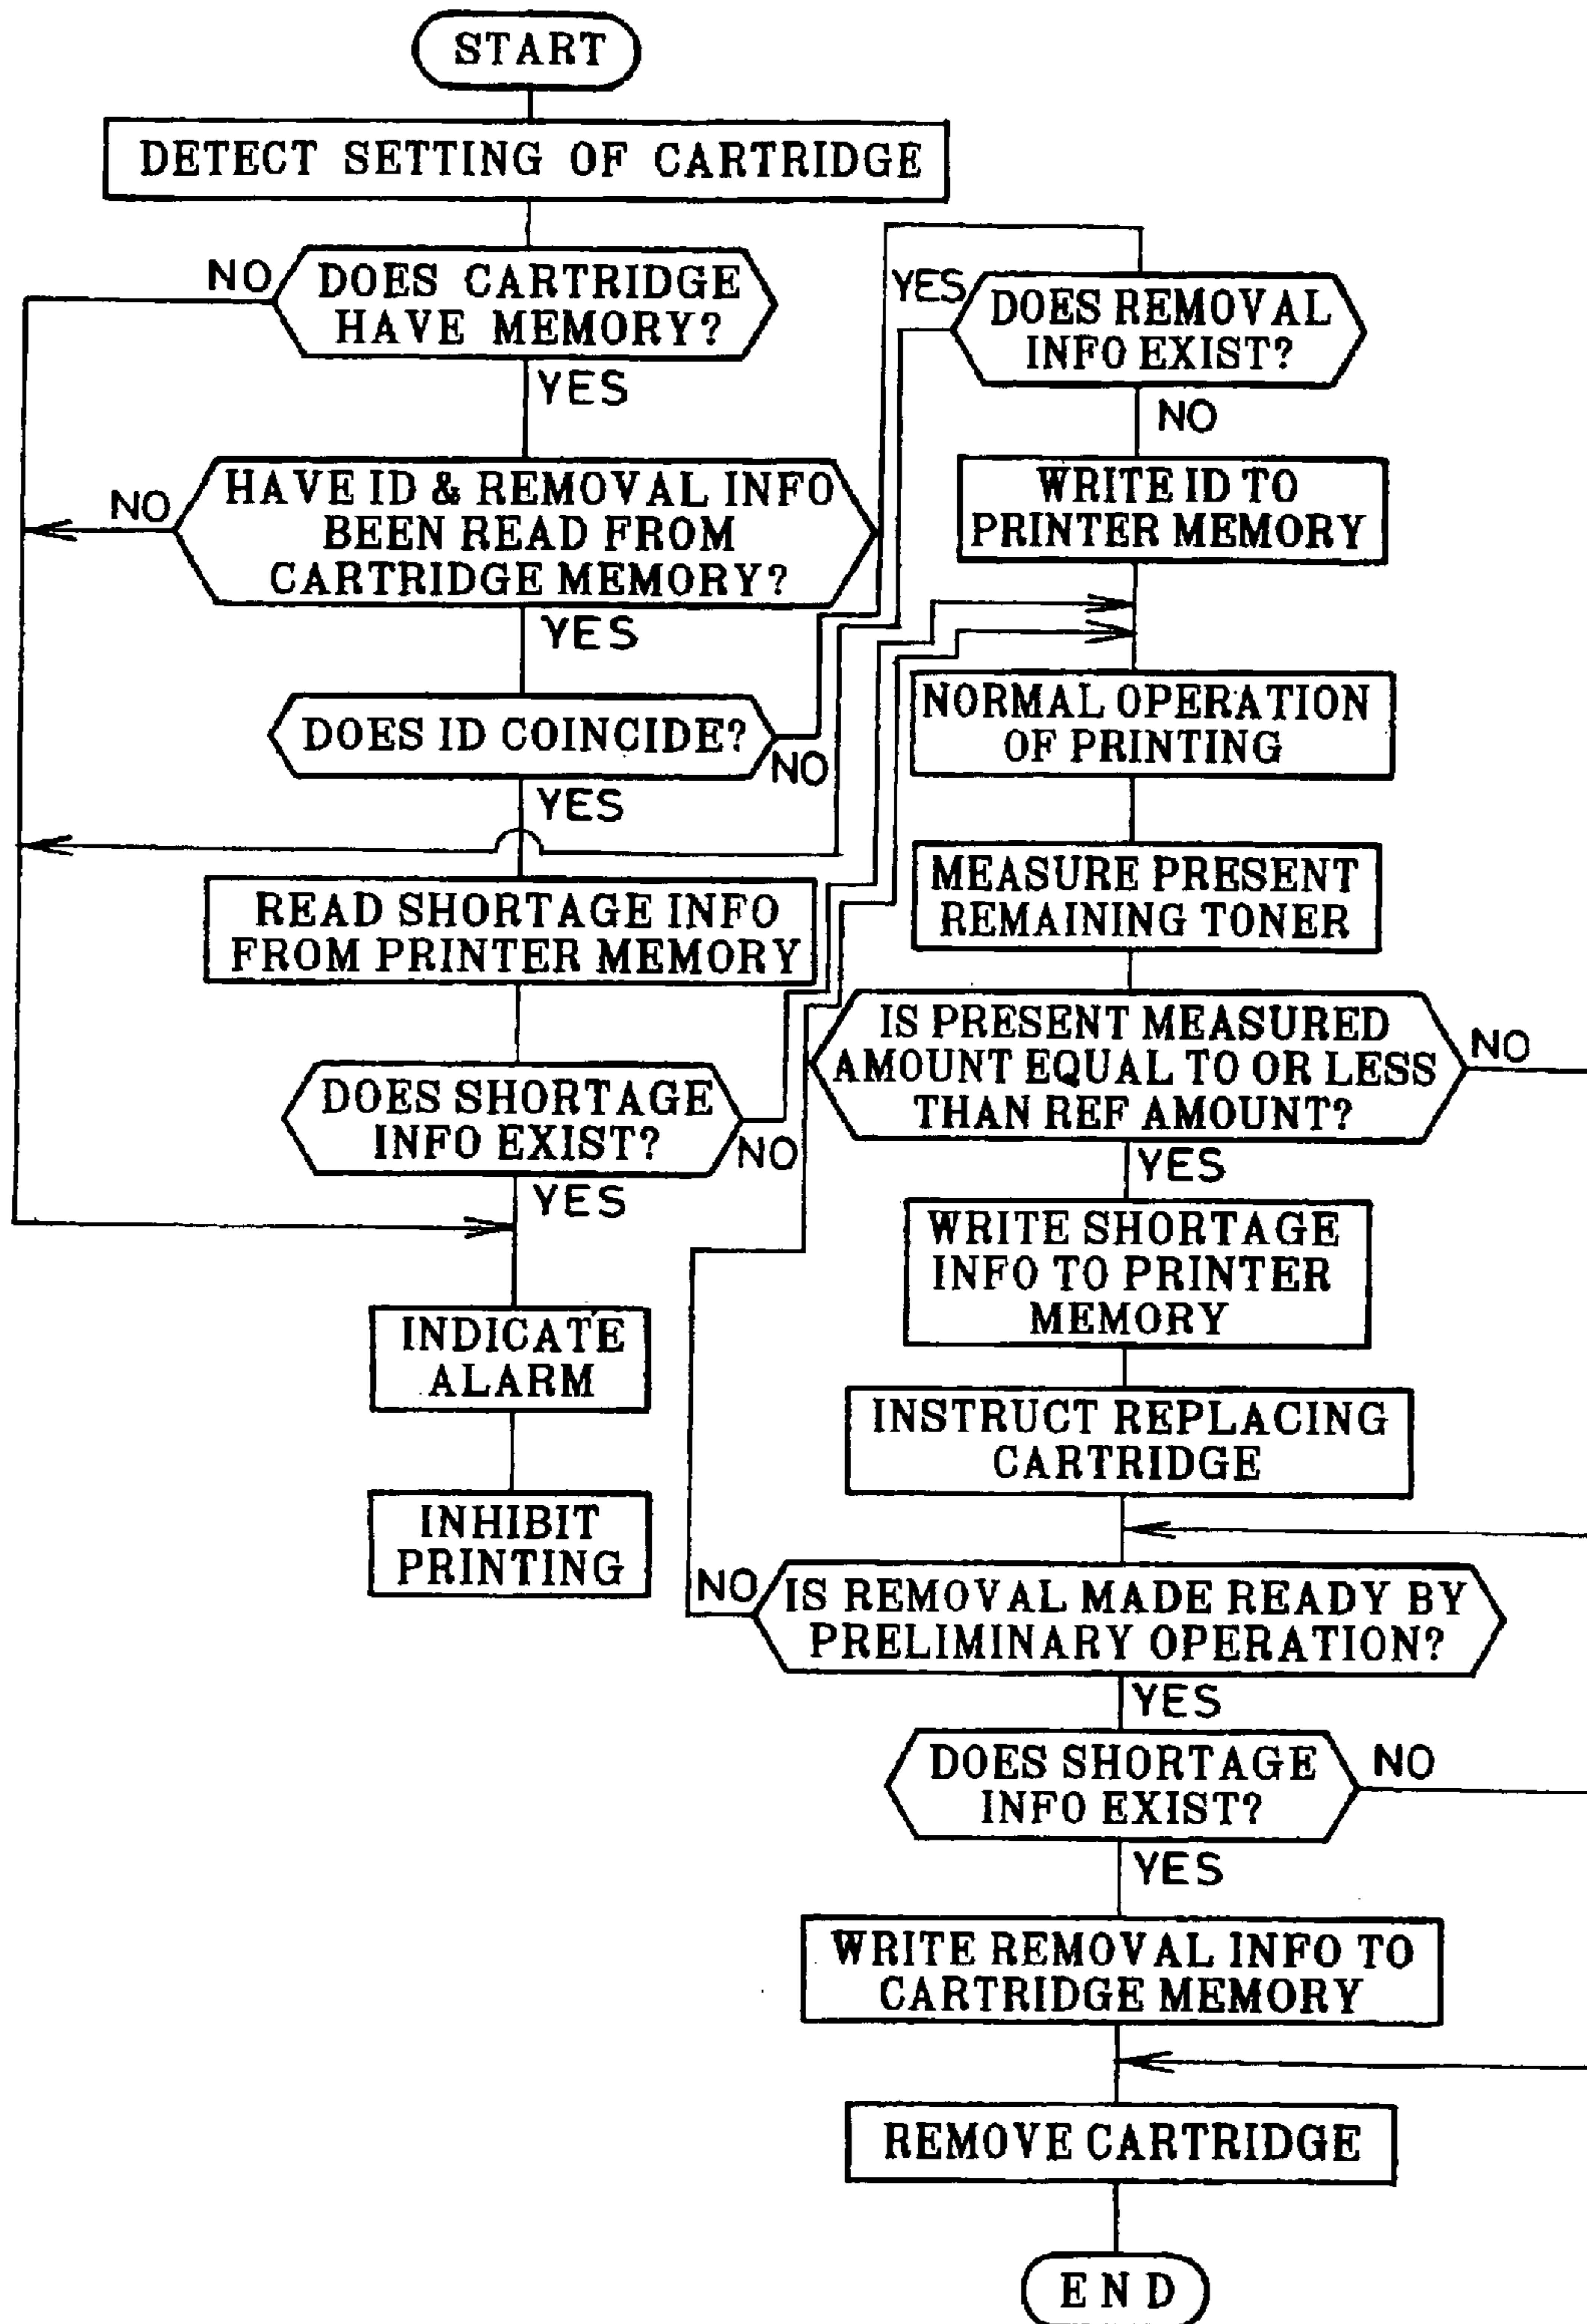 START
DETECT SETTING OF CARTRIDGE
NO
DOES CARTRIDGE
HAVE MEMORY?
YES
NO
HAVE ID & REMOVAL INFO
BEEN READ FROM
CARTRIDGE MEMORY?
YES
DOES ID COINCIDE?
NO
YES
READ SHORTAGE INFO
FROM PRINTER MEMORY
DOES SHORTAGE
INFO EXIST?
NO
YES
INDICATE
ALARM
INHIBIT
PRINTING
YES
DOES REMOVAL
INFO EXIST?
NO
WRITE ID TO
PRINTER MEMORY
NORMAL OPERATION
OF PRINTING
MEASURE PRESENT
REMAINING TONER
IS PRESENT MEASURED
AMOUNT EQUAL TO OR LESS
THAN REF AMOUNT?
NO
YES
WRITE SHORTAGE
INFO TO PRINTER
MEMORY
INSTRUCT REPLACING
CARTRIDGE
NO
IS REMOVAL MADE READY BY
PRELIMINARY OPERATION?
YES
DOES SHORTAGE
INFO EXIST?
NO
YES
WRITE REMOVAL INFO TO
CARTRIDGE MEMORY
REMOVE CARTRIDGE
END